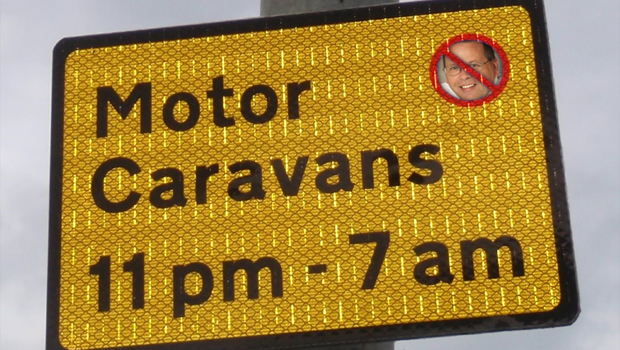 Motor
Caravans
11 pm - 7 am